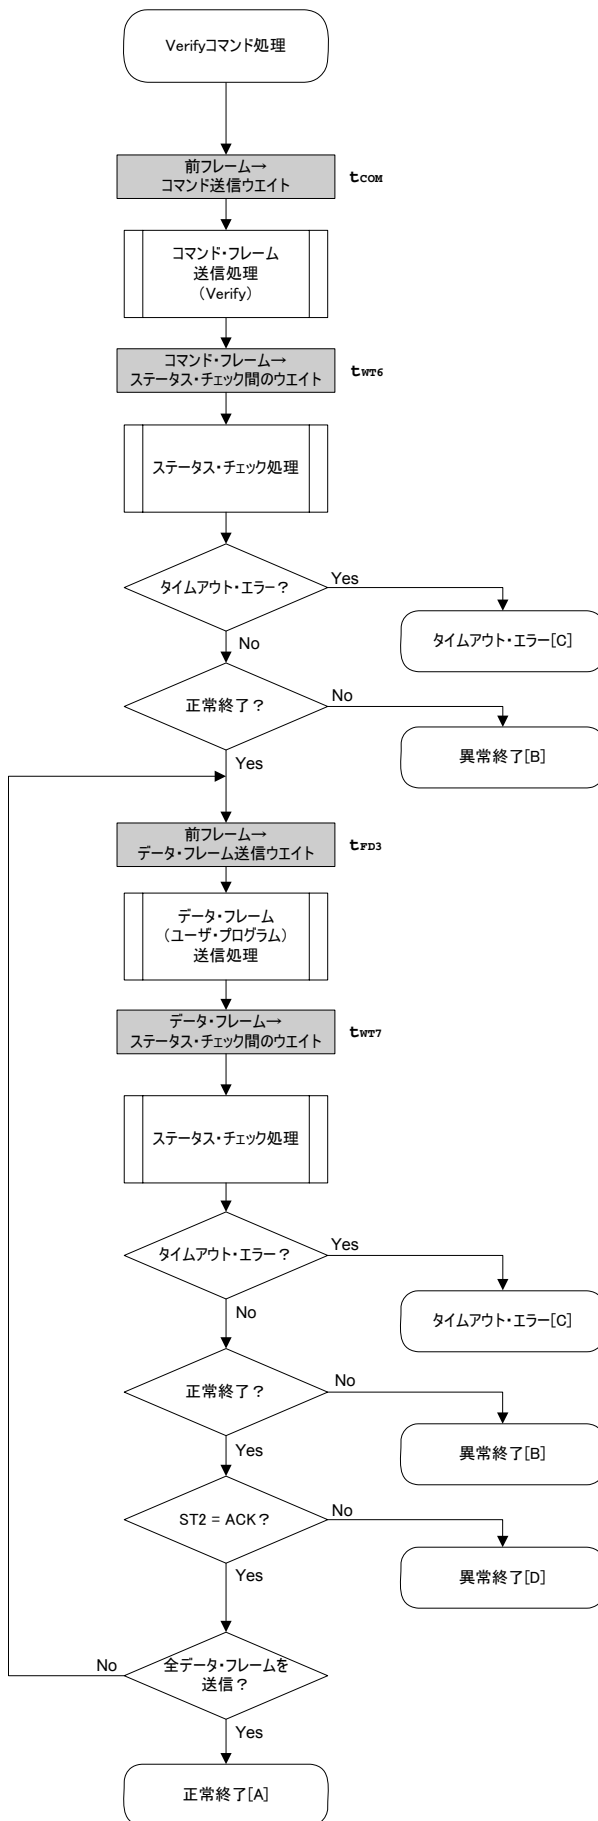 Verifyコマンド処理
前フレーム→
コマンド送信ウエイト
tCOM
コマンド・フレーム
送信処理
（Verify）
コマンド・フレーム→
ステータス・チェック間のウエイト
tWT6
ステータス・チェック処理
タイムアウト・エラー？
Yes
タイムアウト・エラー[C]
No
正常終了？
No
異常終了[B]
Yes
前フレーム→
データ・フレーム送信ウエイト
tFD3
データ・フレーム
（ユーザ・プログラム）
送信処理
データ・フレーム→
ステータス・チェック間のウエイト
tWT7
ステータス・チェック処理
タイムアウト・エラー？
Yes
タイムアウト・エラー[C]
No
正常終了？
No
異常終了[B]
Yes
ST2 = ACK？
No
異常終了[D]
Yes
全データ・フレームを
送信？
No
Yes
正常終了[A]